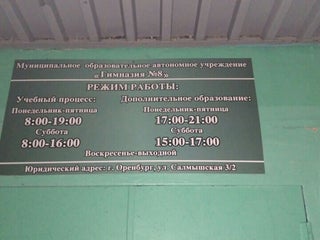 Муниципальное образовательное автономное учреждение
«Гимназия №8»
РЕЖИМ РАБОТЫ:
Учебный процесс: Дополнительное образование:
Понедельник-пятница Понедельник-пятница
8:00-19:00 17:00-21:00
Суббота Суббота
8:00-16:00 15:00-17:00
Воскресенье-выходной
Юридический адрес: г. Оренбург, ул. Салмышская 3/2